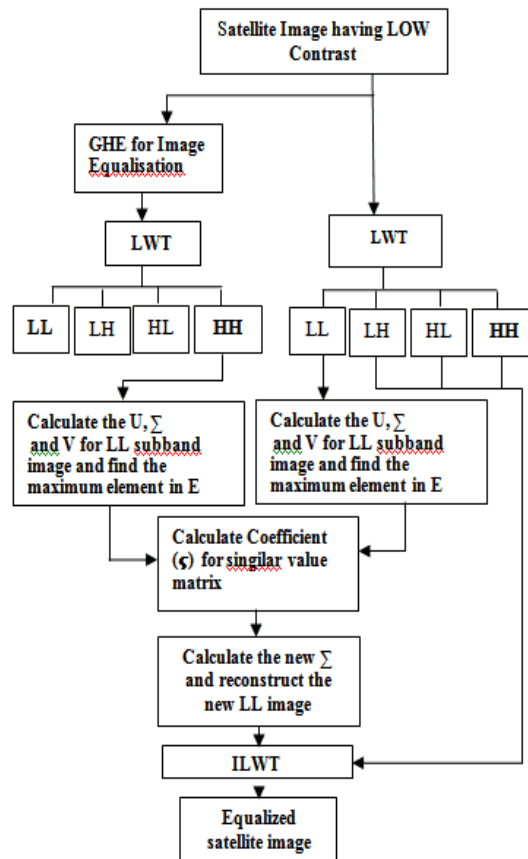 Satellite Image having LOW
Contrast
GHE for Image
Equalisation
LWT
LWT
LL
LH
HL
HH
LL
LH
HL
HH
Calculate the U, ∑
and V for LL subband
image and find the
maximum element in E
Calculate the U, ∑
and V for LL subband
image and find the
maximum element in E
Calculate Coefficient
(ς) for singilar value
matrix
Calculate the new ∑
and reconstruct the
new LL image
ILWT
Equalized
satellite image